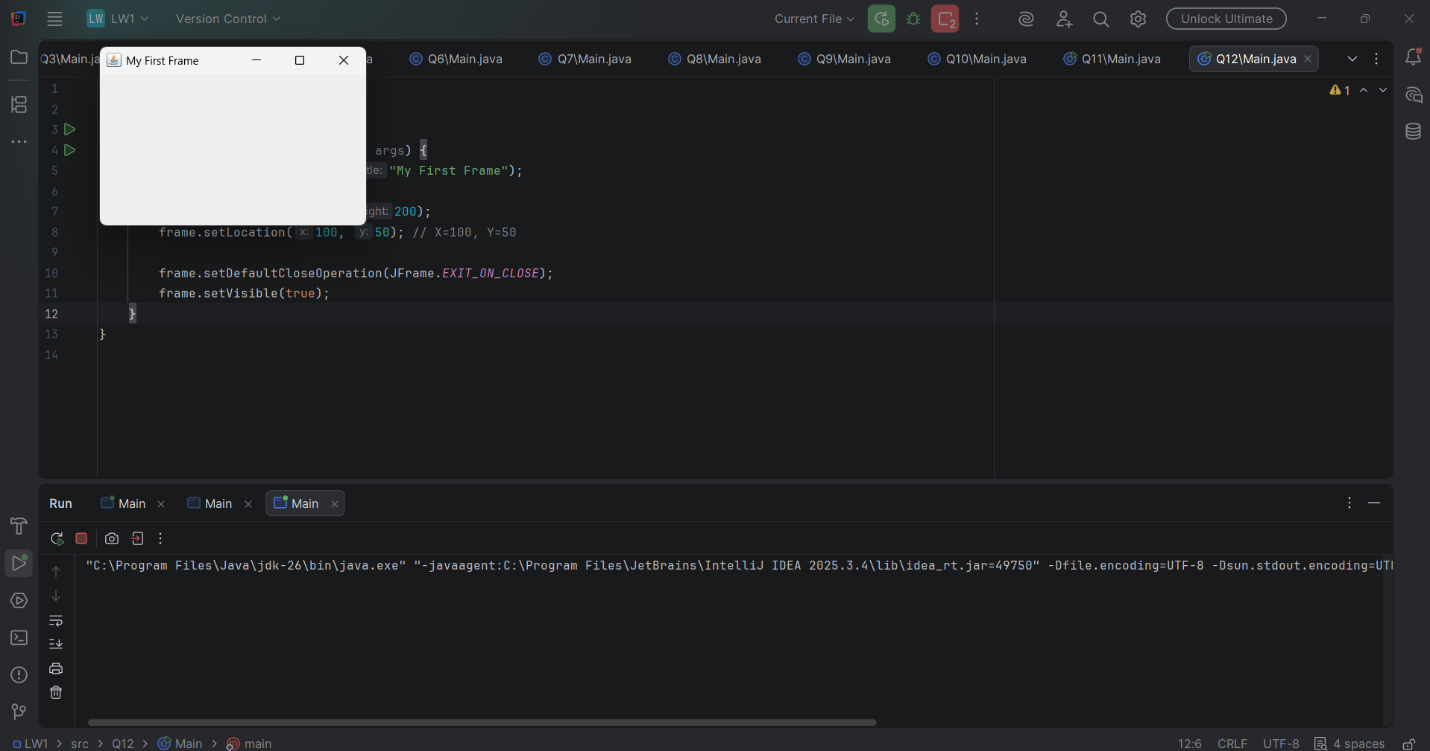 LW LW1 Version Control Current File 2 Unlock Ultimate
Q3\Main.ja a Q6\Main.java Q7\Main.java Q8\Main.java Q9\Main.java Q10\Main.java Q11\Main.java Q12\Main.java
My First Frame
1
1
2
3
4 args) {
5 tle: "My First Frame");
6
7 ight: 200);
8 frame.setLocation( x: 100, y: 50); // X=100, Y=50
9
10 frame.setDefaultCloseOperation(JFrame.EXIT_ON_CLOSE);
11 frame.setVisible(true);
12 }
13 }
14
Run Main Main Main
"C:\Program Files\Java\jdk-26\bin\java.exe" "-javaagent:C:\Program Files\JetBrains\IntelliJ IDEA 2025.3.4\lib\idea_rt.jar=49750" -Dfile.encoding=UTF-8 -Dsun.stdout.encoding=UT
LW1 > src > Q12 > Main > main 12:6 CRLF UTF-8 4 spaces